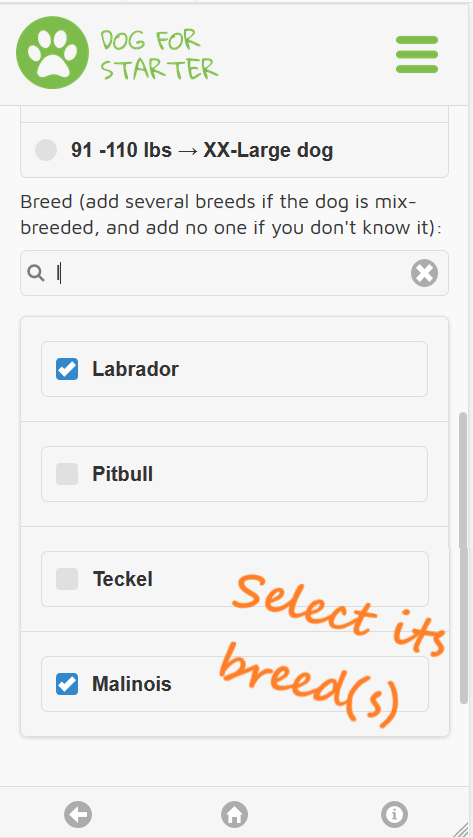 DOG FOR
STARTER
91 -110 lbs → XX-Large dog
Breed (add several breeds if the dog is mix-
breeded, and add no one if you don't know it):
l
Labrador
Pitbull
Teckel
Malinois
Select its
breed(s)